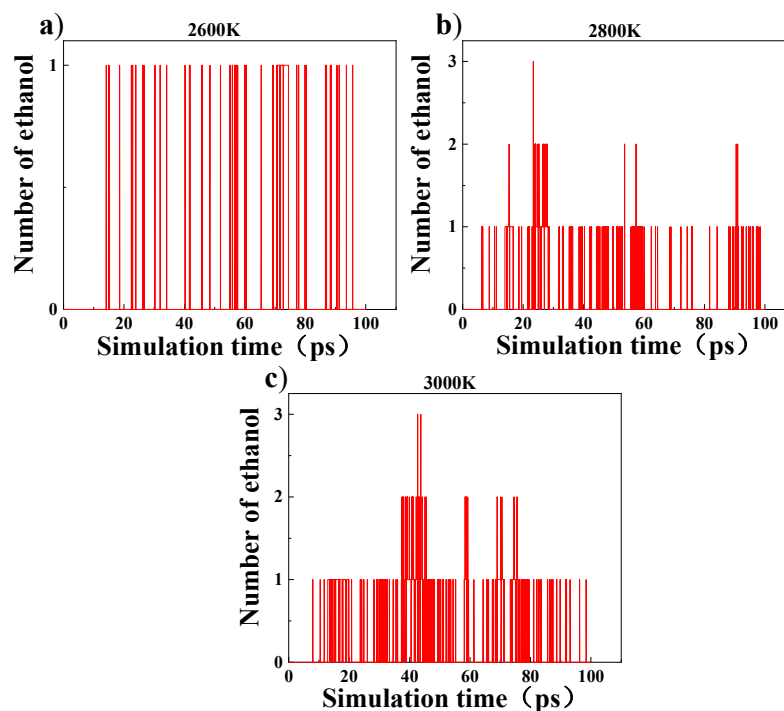 a)
2600K
Number of ethanol
1
0
0 20 40 60 80 100
Simulation time（ps）
b)
2800K
Number of ethanol
3
2
1
0
0 20 40 60 80 100
Simulation time（ps）
c)
3000K
Number of ethanol
3
2
1
0
0 20 40 60 80 100
Simulation time（ps）